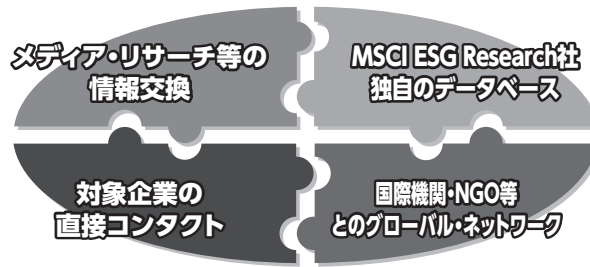 メディア・リサーチ等の
情報交換
MSCI ESG Research社
独自のデータベース
対象企業の
直接コンタクト
国際機関・NGO等
とのグローバル・ネットワーク